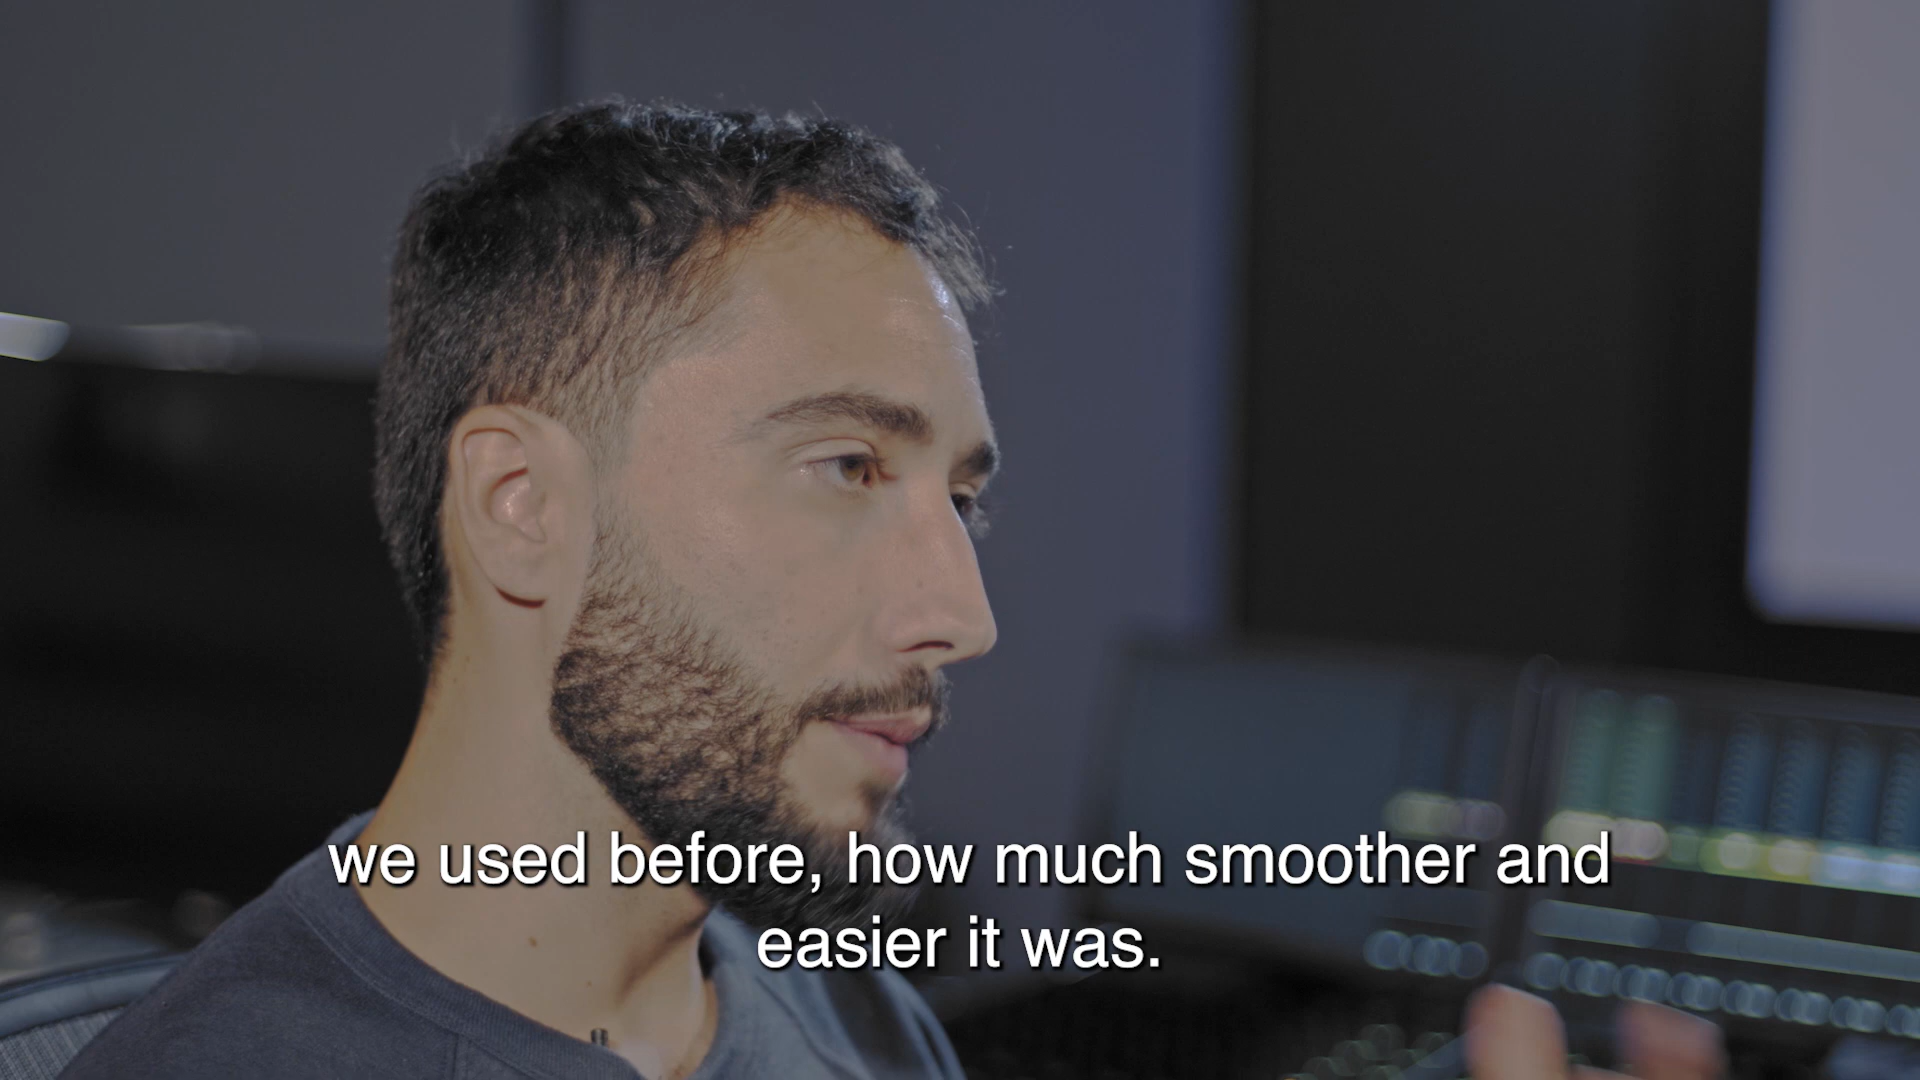 we used before, how much smoother and
easier it was.